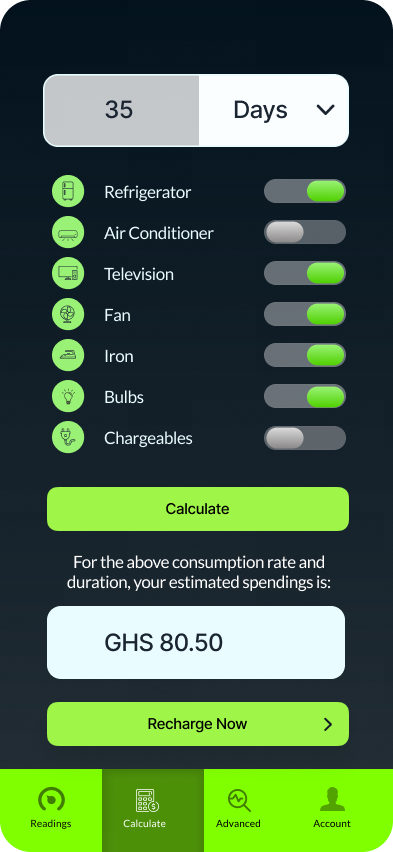 35 Days
Refrigerator
Air Conditioner
Television
Fan
Iron
Bulbs
Chargeables
Calculate
For the above consumption rate and
duration, your estimated spendings is:
GHS 80.50
Recharge Now
Readings Calculate Advanced Account